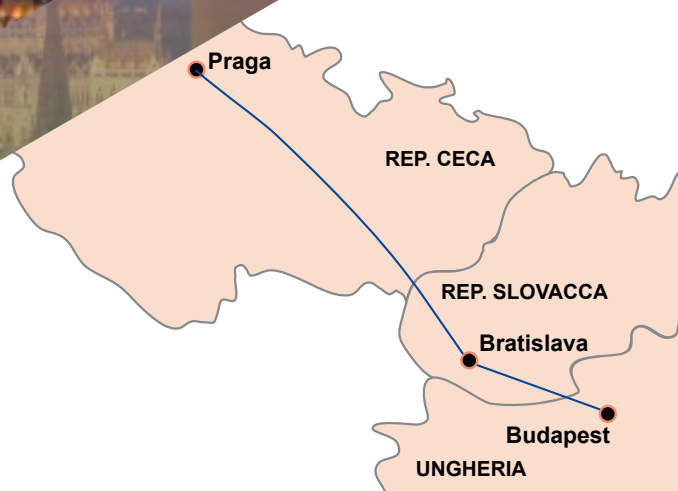 Praga
REP. CECA
REP. SLOVACCA
Bratislava
Budapest
UNGHERIA